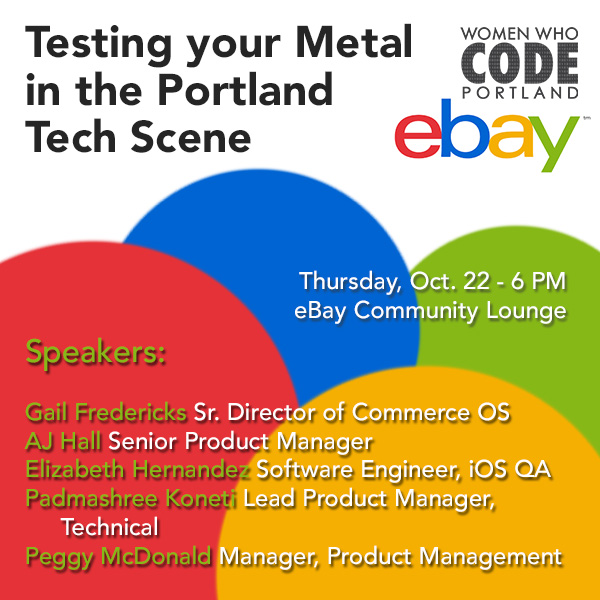 Testing your Metal
in the Portland
Tech Scene
WOMEN WHO
CODE
PORTLAND
ebay™
Thursday, Oct. 22 - 6 PM
eBay Community Lounge
Speakers:
Gail Fredericks Sr. Director of Commerce OS
AJ Hall Senior Product Manager
Elizabeth Hernandez Software Engineer, iOS QA
Padmashree Koneti Lead Product Manager,
Technical
Peggy McDonald Manager, Product Management